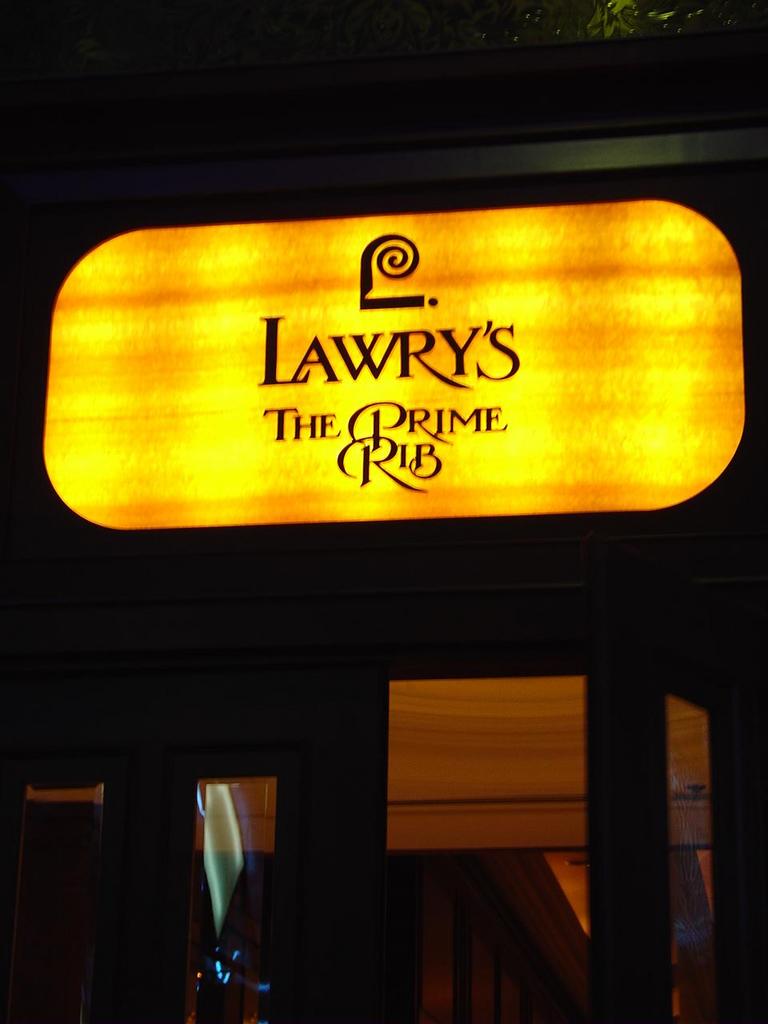 L.
LAWRY'S
THE PRIME
RIB